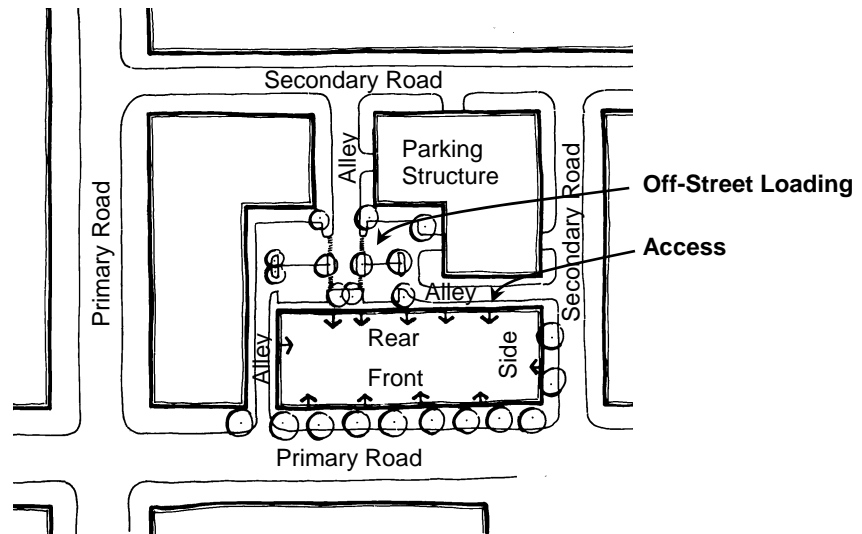 Secondary Road
Alley
Parking
Structure
Off-Street Loading
Primary Road
Secondary Road
Access
Alley
Rear
Alley
Side
Front
Primary Road